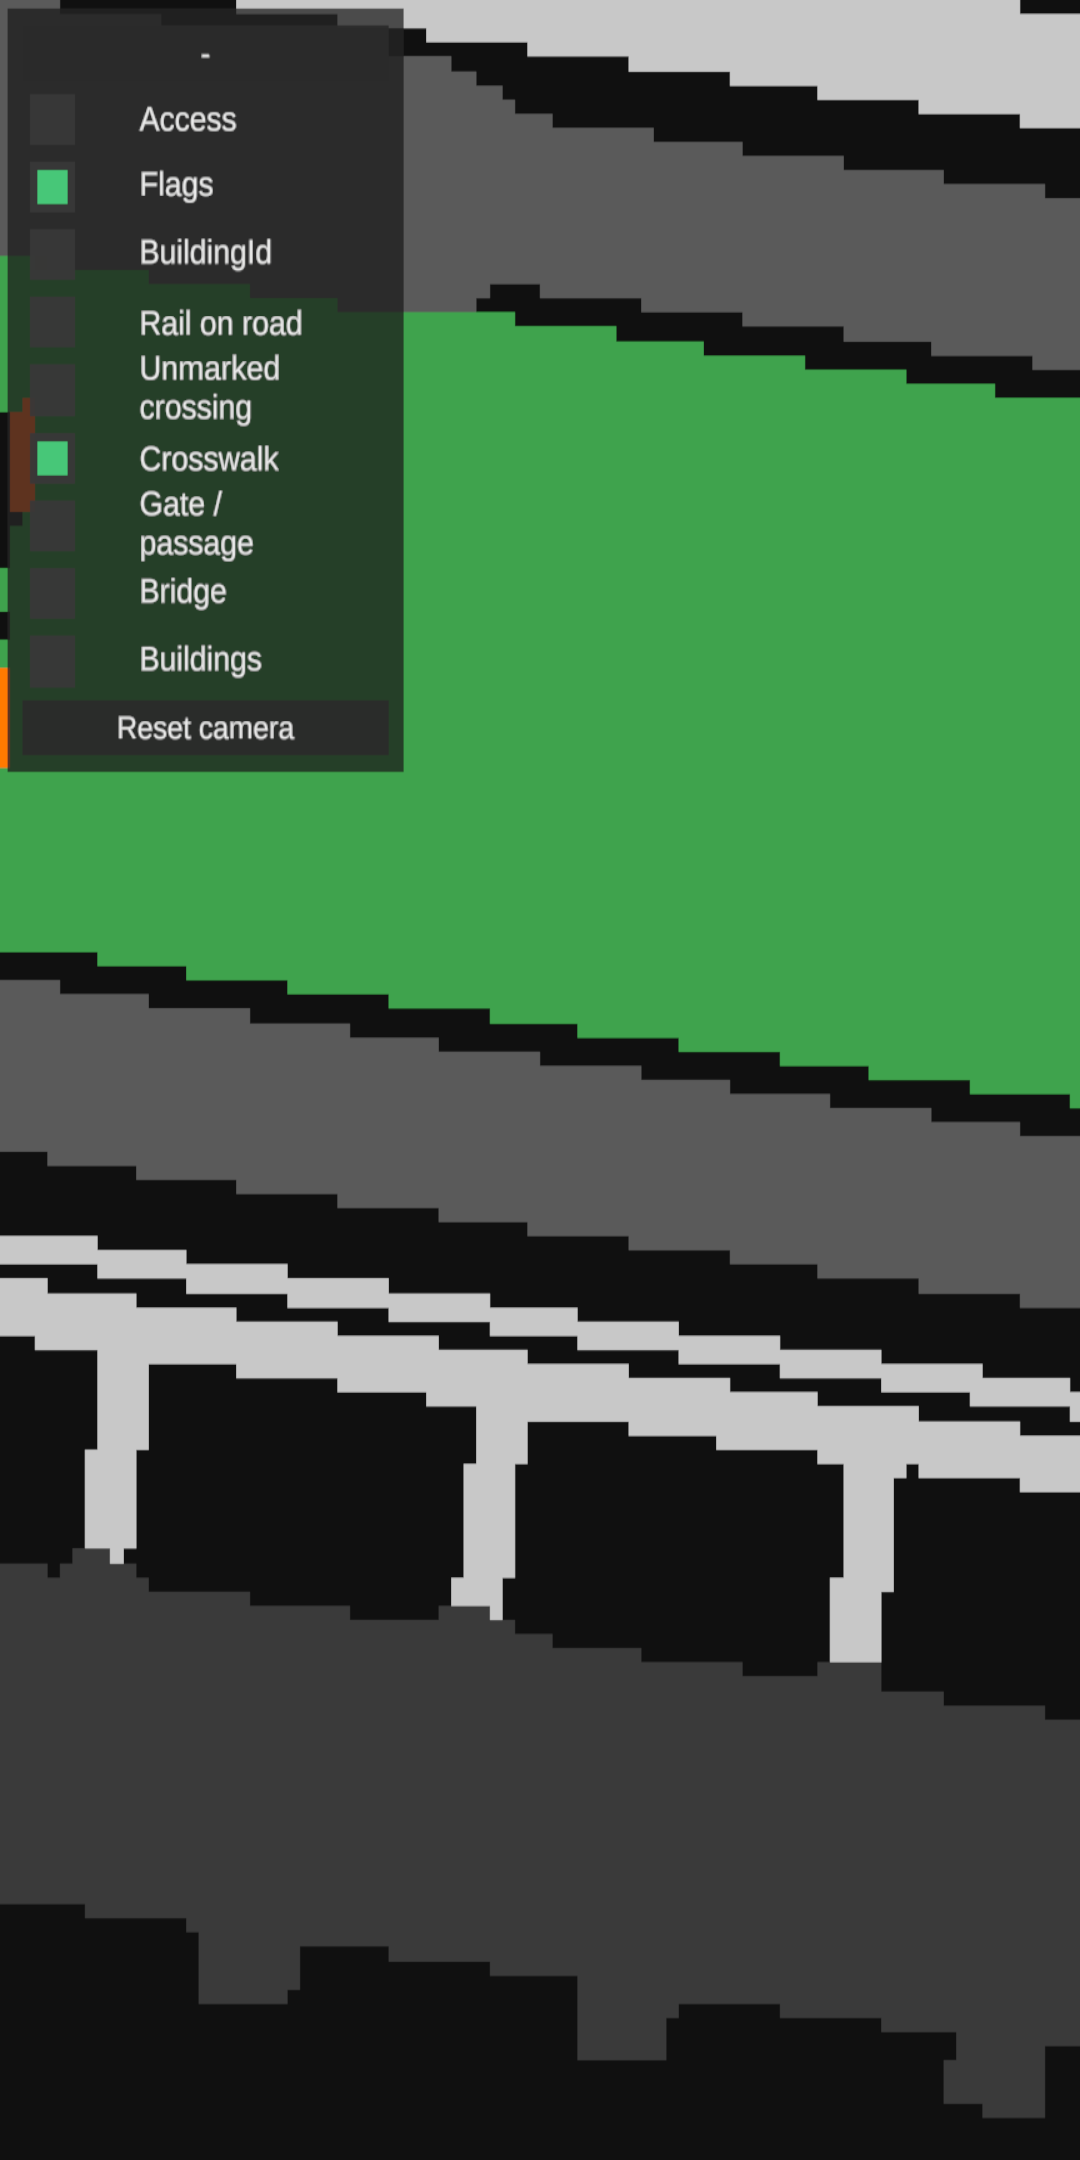 -
Access
Flags
BuildingId
Rail on road
Unmarked
crossing
Crosswalk
Gate /
passage
Bridge
Buildings
Reset camera